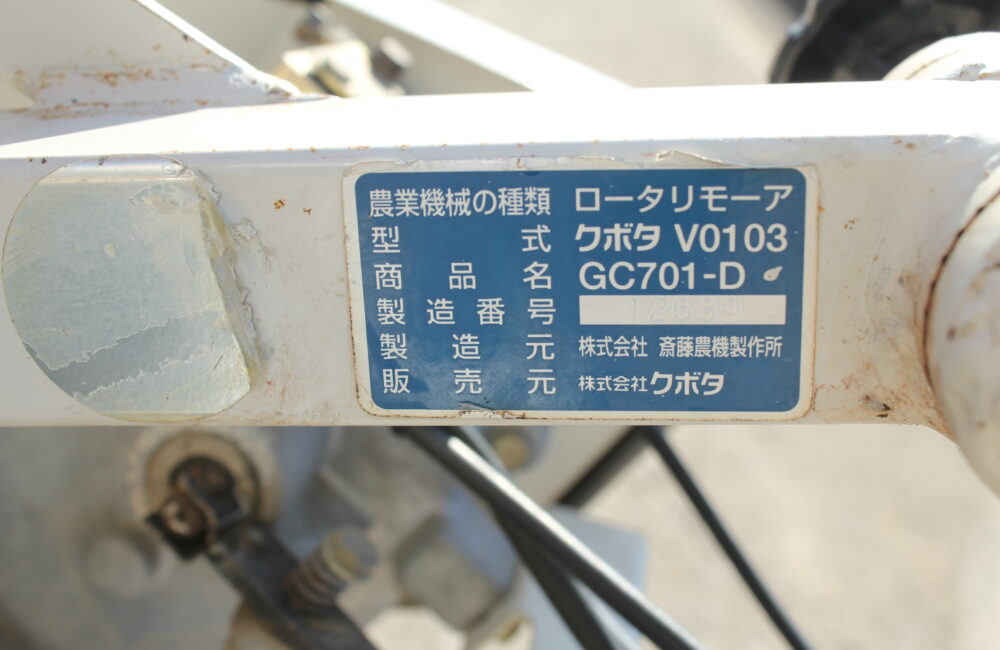 農業機械の種類 ロータリモーア
型式 クボタ V0103
商品名 GC701-D
製造番号 12689
製造元 株式会社 斎藤農機製作所
販売元 株式会社クボタ